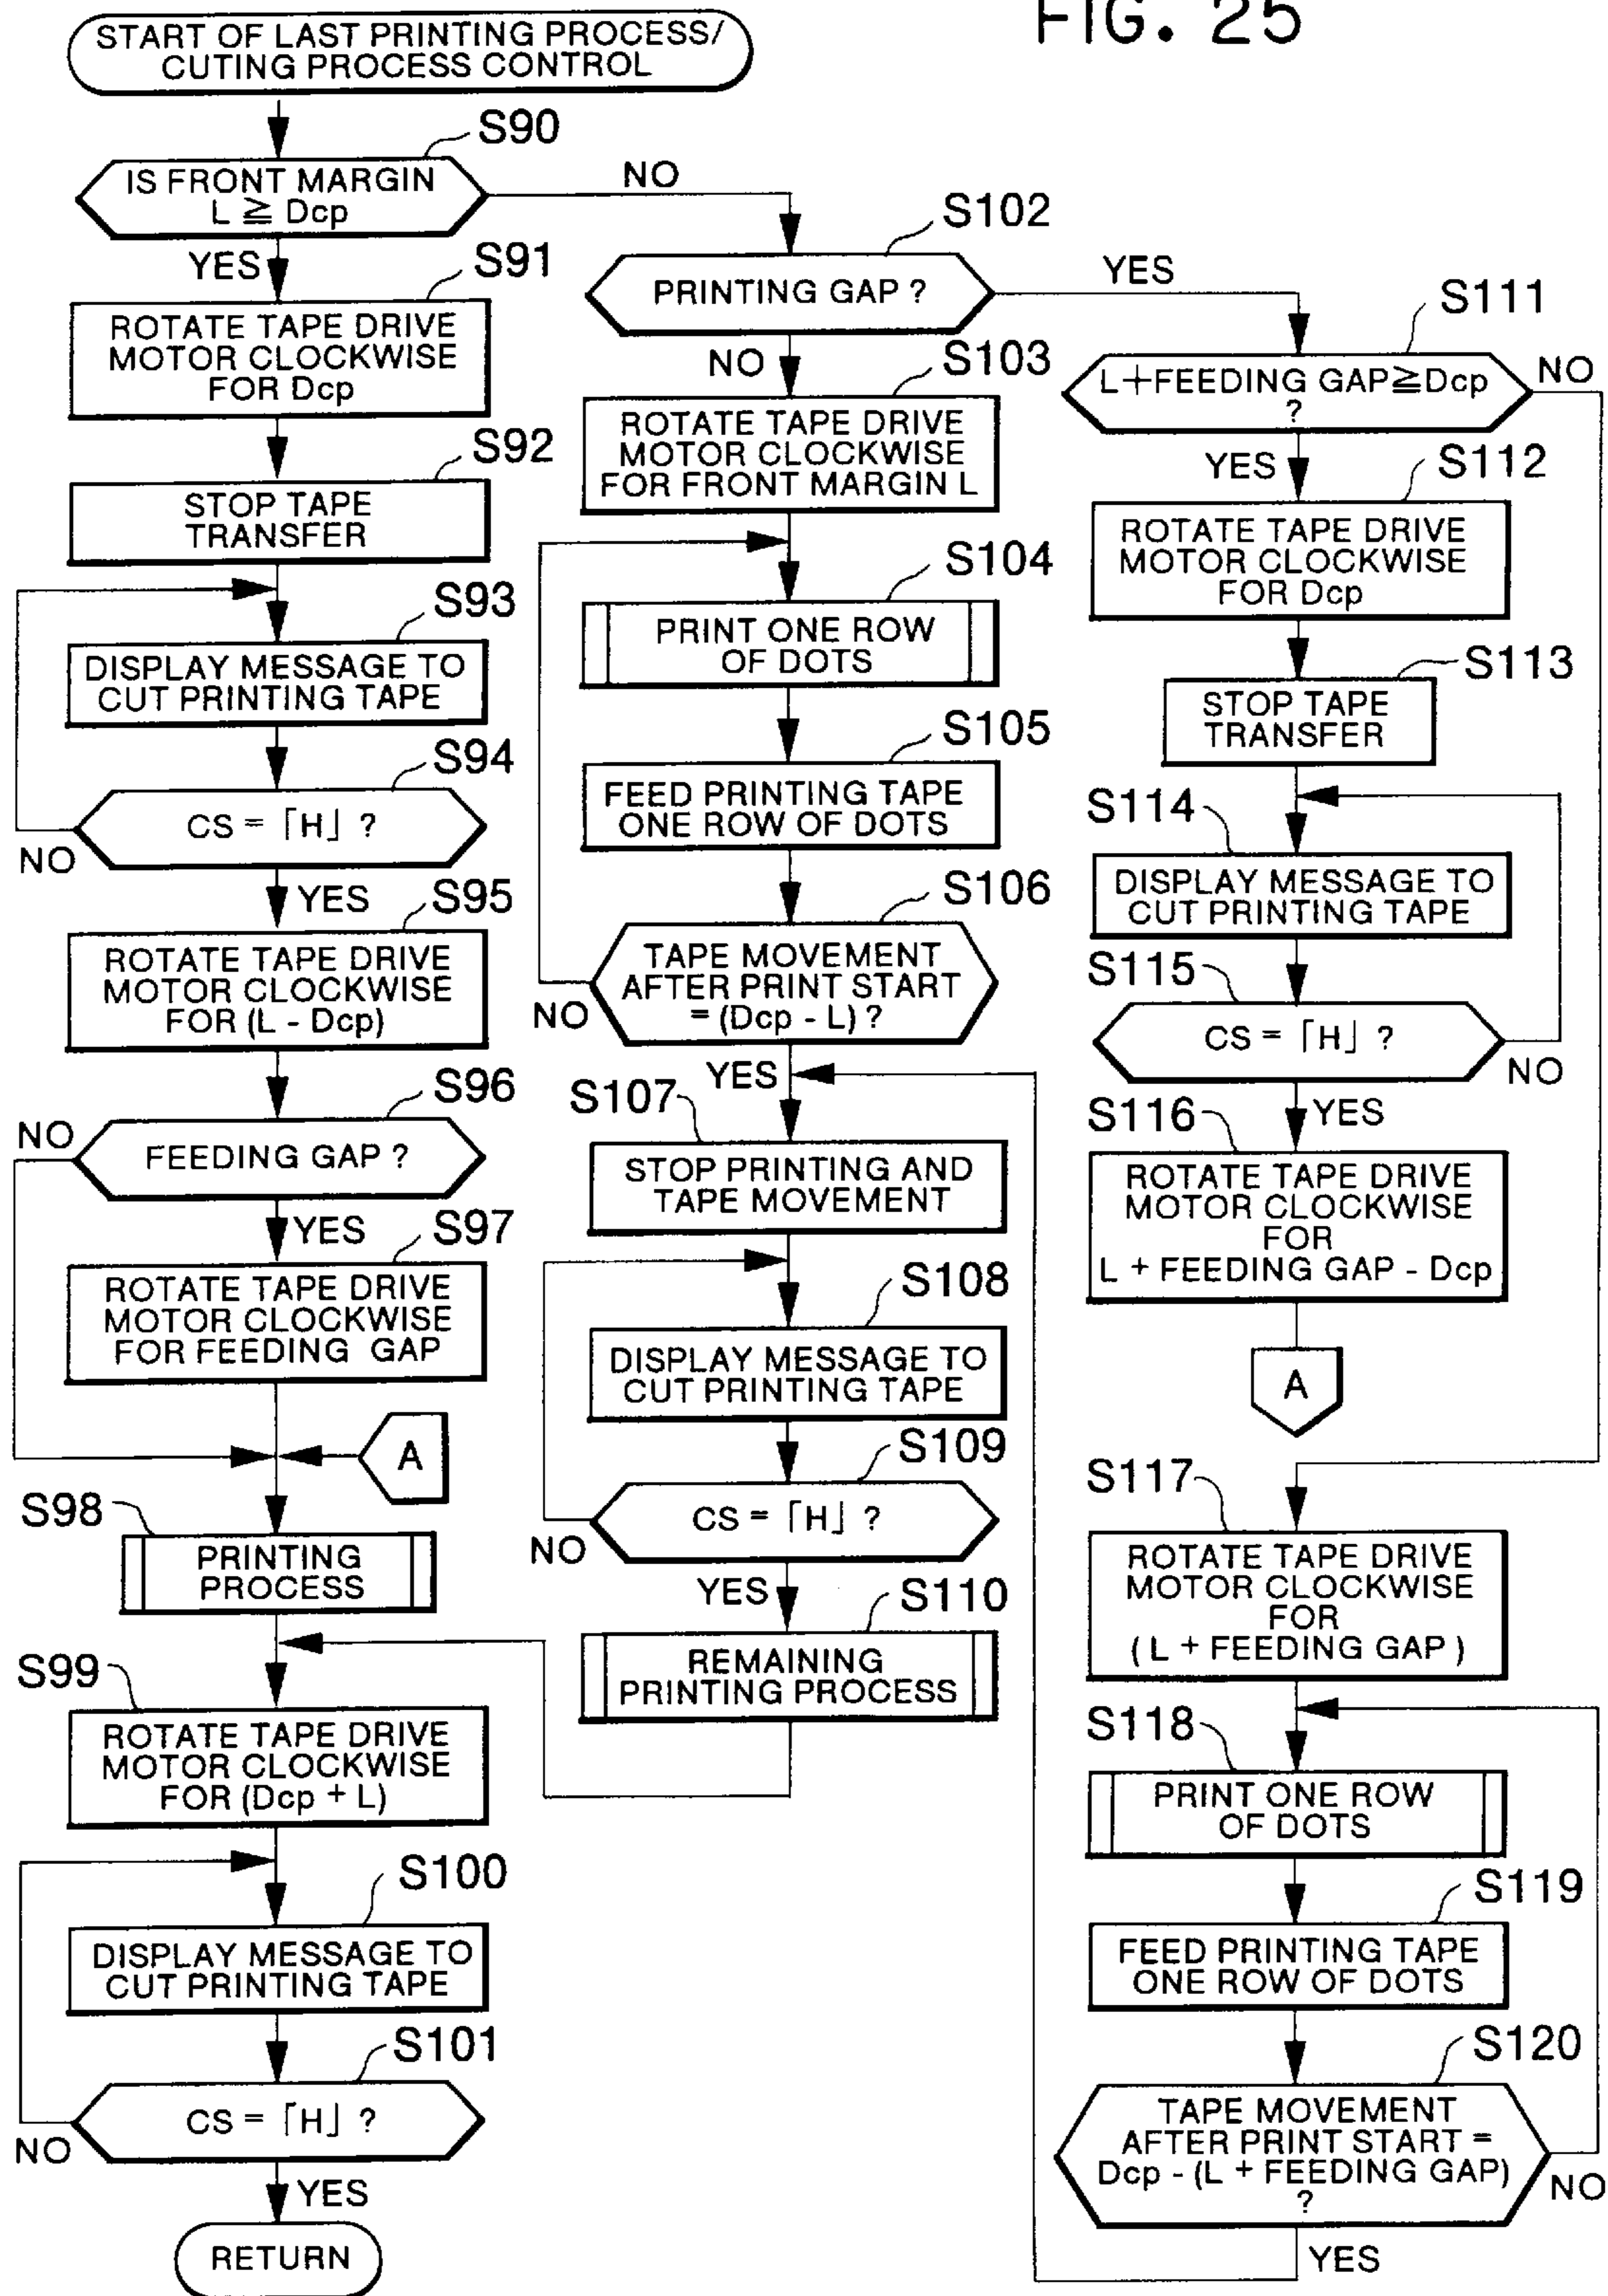 FIG. 25
START OF LAST PRINTING PROCESS/
CUTING PROCESS CONTROL
S90
IS FRONT MARGIN
L ≧ Dcp
NO
YES
S91
ROTATE TAPE DRIVE
MOTOR CLOCKWISE
FOR Dcp
S92
STOP TAPE
TRANSFER
S93
DISPLAY MESSAGE TO
CUT PRINTING TAPE
S94
CS = ⌈H⌋ ?
NO
YES
S95
ROTATE TAPE DRIVE
MOTOR CLOCKWISE
FOR (L - Dcp)
S96
NO
FEEDING GAP ?
YES
S97
ROTATE TAPE DRIVE
MOTOR CLOCKWISE
FOR FEEDING GAP
A
S98
PRINTING
PROCESS
S99
ROTATE TAPE DRIVE
MOTOR CLOCKWISE
FOR (Dcp + L)
S100
DISPLAY MESSAGE TO
CUT PRINTING TAPE
S101
CS = ⌈H⌋ ?
NO
YES
RETURN
S102
PRINTING GAP ?
YES
NO
S103
ROTATE TAPE DRIVE
MOTOR CLOCKWISE
FOR FRONT MARGIN L
S104
PRINT ONE ROW
OF DOTS
S105
FEED PRINTING TAPE
ONE ROW OF DOTS
S106
TAPE MOVEMENT
AFTER PRINT START
= (Dcp - L) ?
NO
YES
S107
STOP PRINTING AND
TAPE MOVEMENT
S108
DISPLAY MESSAGE TO
CUT PRINTING TAPE
S109
CS = ⌈H⌋ ?
NO
YES
S110
REMAINING
PRINTING PROCESS
S111
L+FEEDING GAP≧Dcp
?
NO
YES
S112
ROTATE TAPE DRIVE
MOTOR CLOCKWISE
FOR Dcp
S113
STOP TAPE
TRANSFER
S114
DISPLAY MESSAGE TO
CUT PRINTING TAPE
S115
CS = ⌈H⌋ ?
NO
YES
S116
ROTATE TAPE DRIVE
MOTOR CLOCKWISE
FOR
L + FEEDING GAP - Dcp
A
S117
ROTATE TAPE DRIVE
MOTOR CLOCKWISE
FOR
( L + FEEDING GAP )
S118
PRINT ONE ROW
OF DOTS
S119
FEED PRINTING TAPE
ONE ROW OF DOTS
S120
TAPE MOVEMENT
AFTER PRINT START =
Dcp - (L + FEEDING GAP)
?
NO
YES